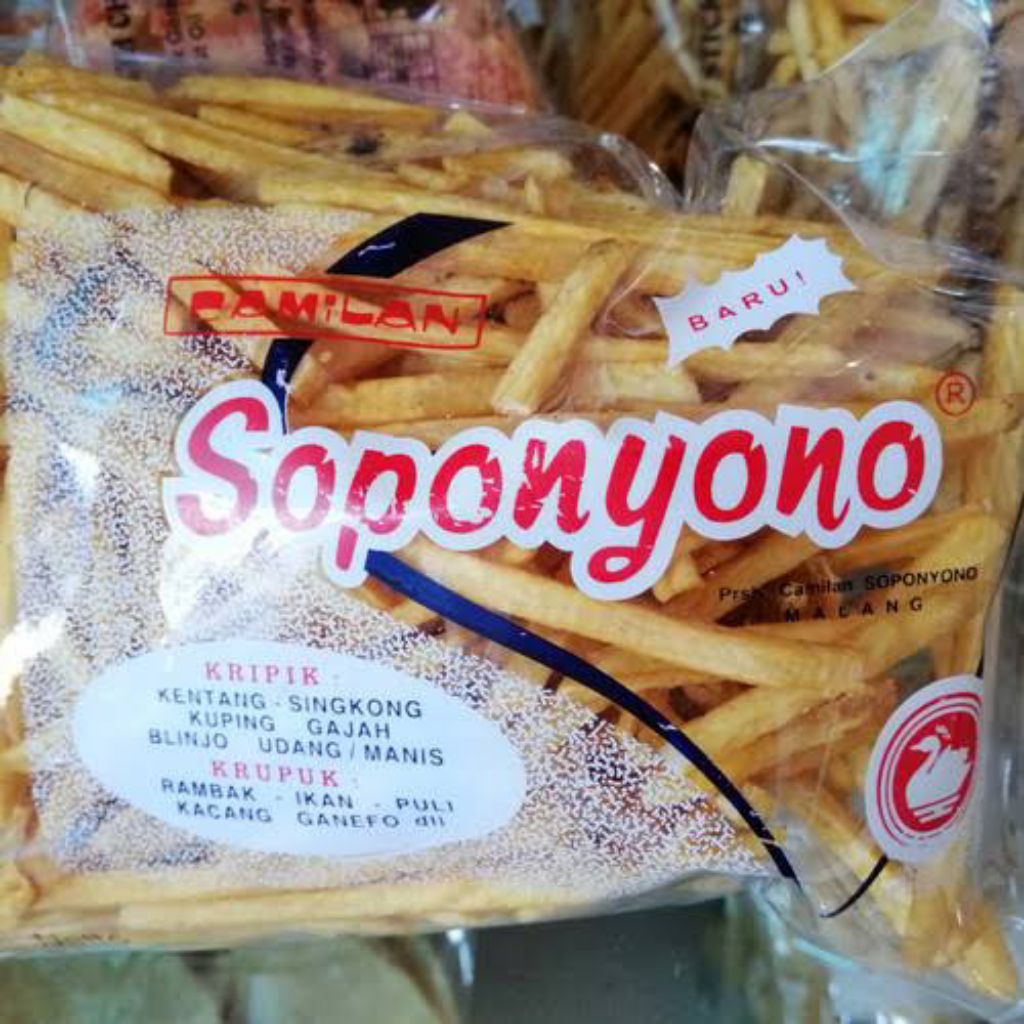 CAMiLAN
BARU!
Soponyono ®
Prsh. Camilan SOPONYONO
MALANG
KRIPIK :
KENTANG - SINGKONG
KUPING GAJAH
BLINJO UDANG / MANIS
KRUPUK :
RAMBAK - IKAN - PULI
KACANG GANEFO dll